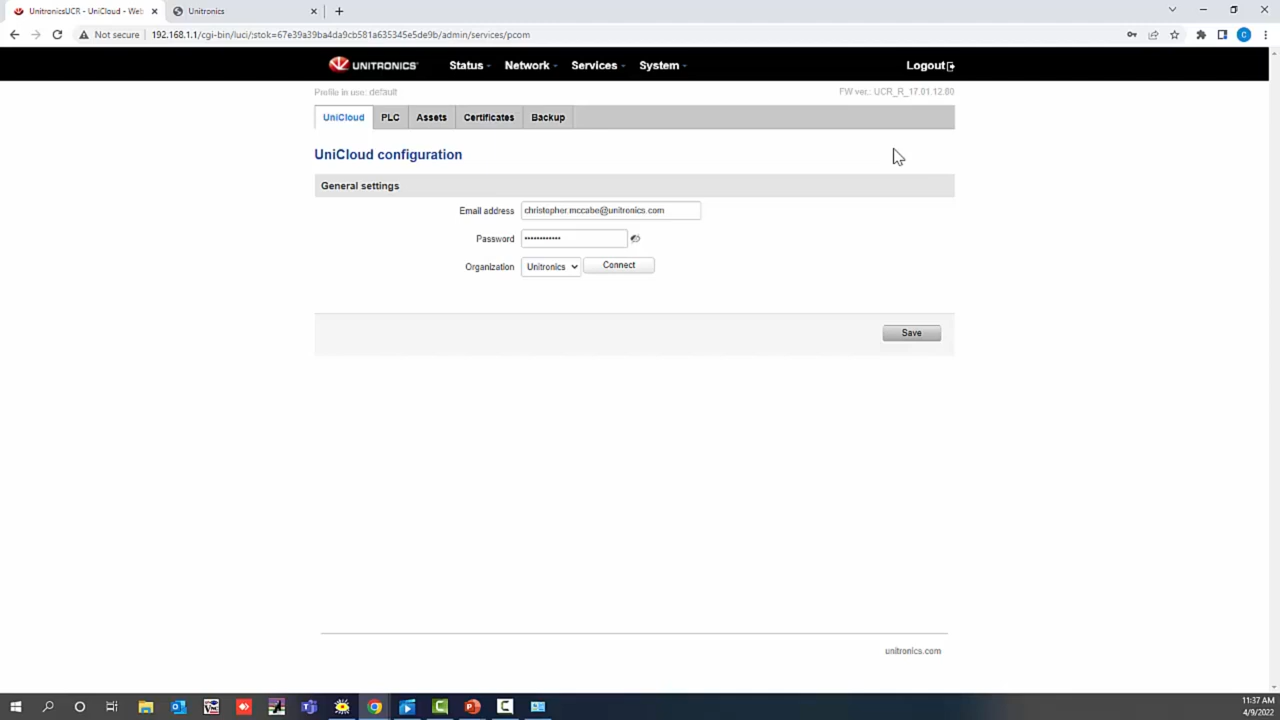 UnitronicsUCR - UniCloud - Web
Unitronics
Not secure
192.168.1.1/cgi-bin/luci/;stok=67e39a39ba4da9cb581a635345e5de9b/admin/services/pcom
C
UNITRONICS
Status
Network
Services
System
Logout
Profile in use: default
FW ver.: UCR_R_17.01.12.80
UniCloud
PLC
Assets
Certificates
Backup
UniCloud configuration
General settings
Email address
christopher.mccabe@unitronics.com
Password
••••••••••••
Organization
Unitronics
Connect
Save
unitronics.com
11:37 AM
4/9/2022